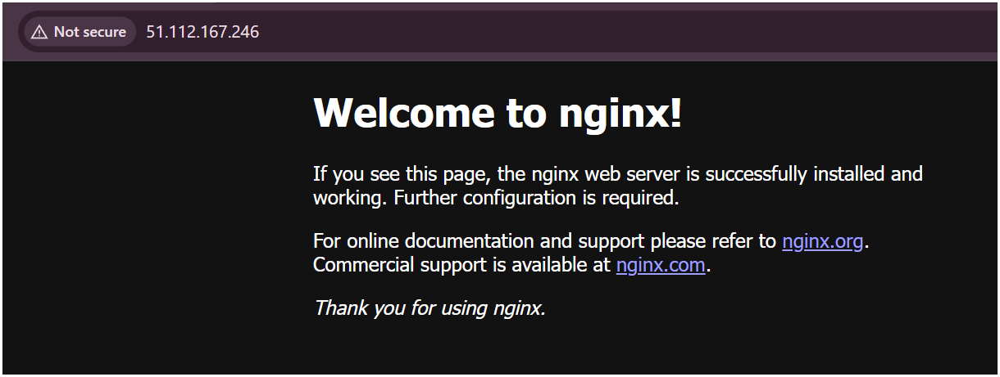 Not secure 51.112.167.246
Welcome to nginx!
If you see this page, the nginx web server is successfully installed and
working. Further configuration is required.
For online documentation and support please refer to nginx.org.
Commercial support is available at nginx.com.
Thank you for using nginx.